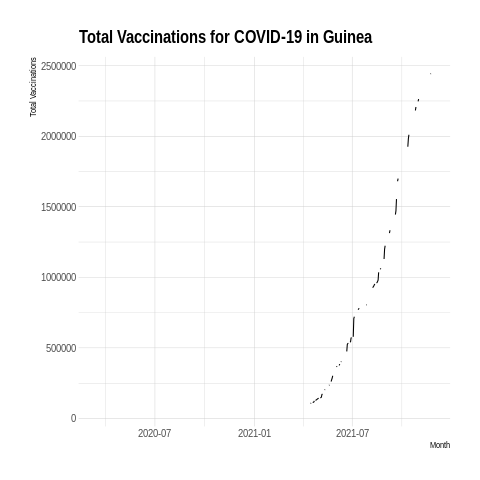 Total Vaccinations for COVID-19 in Guinea
Total Vaccinations
2500000
2000000
1500000
1000000
500000
0
2020-07 2021-01 2021-07
Month